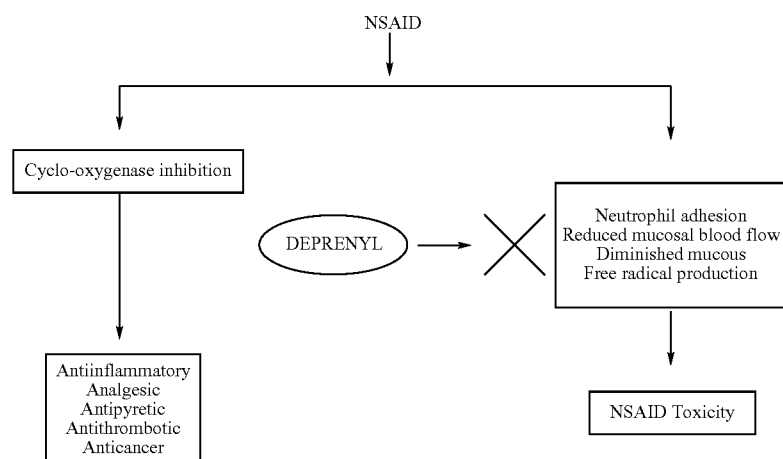 NSAID
Cyclo-oxygenase inhibition
DEPRENYL
Neutrophil adhesion
Reduced mucosal blood flow
Diminished mucous
Free radical production
Antiinflammatory
Analgesic
Antipyretic
Antithrombotic
Anticancer
NSAID Toxicity